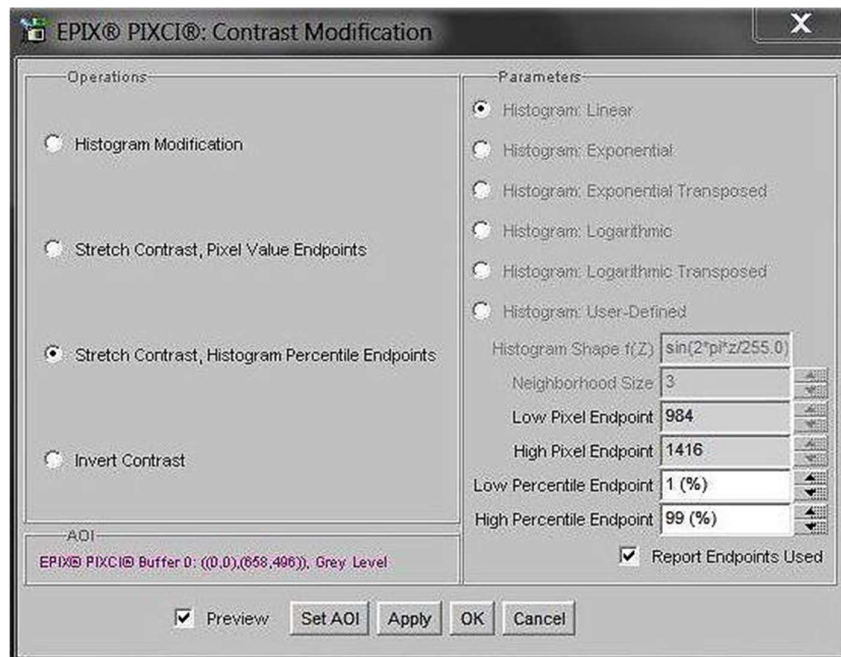 EPIX® PIXCI®: Contrast Modification
X
Operations
Histogram Modification
Stretch Contrast, Pixel Value Endpoints
Stretch Contrast, Histogram Percentile Endpoints
Invert Contrast
AOI
EPIX® PIXCI® Buffer 0: ((0,0),(658,496)), Grey Level
Parameters
Histogram: Linear
Histogram: Exponential
Histogram: Exponential Transposed
Histogram: Logarithmic
Histogram: Logarithmic Transposed
Histogram: User-Defined
Histogram Shape f(Z) sin(2*pi*z/255.0)
Neighborhood Size 3
Low Pixel Endpoint 984
High Pixel Endpoint 1416
Low Percentile Endpoint 1 (%)
High Percentile Endpoint 99 (%)
Report Endpoints Used
Preview Set AOI Apply OK Cancel